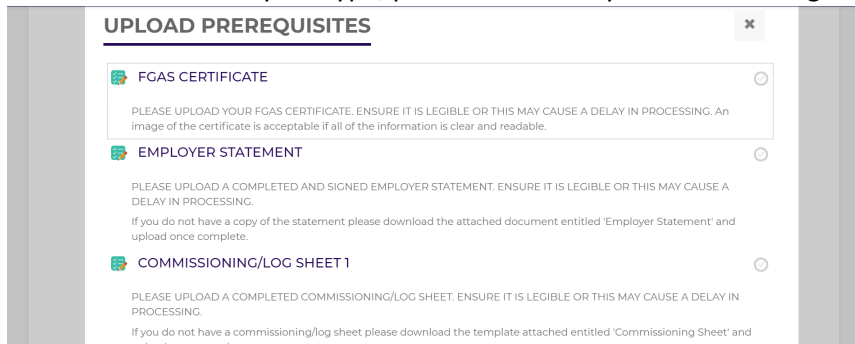 UPLOAD PREREQUISITES
FGAS CERTIFICATE
PLEASE UPLOAD YOUR FGAS CERTIFICATE. ENSURE IT IS LEGIBLE OR THIS MAY CAUSE A DELAY IN PROCESSING. An
image of the certificate is acceptable if all of the information is clear and readable.
EMPLOYER STATEMENT
PLEASE UPLOAD A COMPLETED AND SIGNED EMPLOYER STATEMENT. ENSURE IT IS LEGIBLE OR THIS MAY CAUSE A
DELAY IN PROCESSING.
If you do not have a copy of the statement please download the attached document entitled 'Employer Statement' and
upload once complete.
COMMISSIONING/LOG SHEET 1
PLEASE UPLOAD A COMPLETED COMMISSIONING/LOG SHEET. ENSURE IT IS LEGIBLE OR THIS MAY CAUSE A DELAY IN
PROCESSING.
If you do not have a commissioning/log sheet please download the template attached entitled 'Commissioning Sheet' and